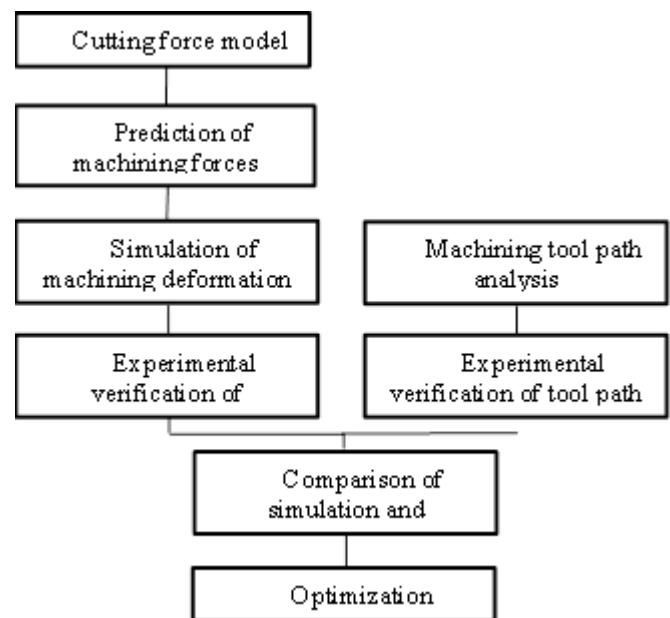 Cutting force model
Prediction of
machining forces
Simulation of
machining deformation
Experimental
verification of
Machining tool path
analysis
Experimental
verification of tool path
Comparison of
simulation and
Optimization